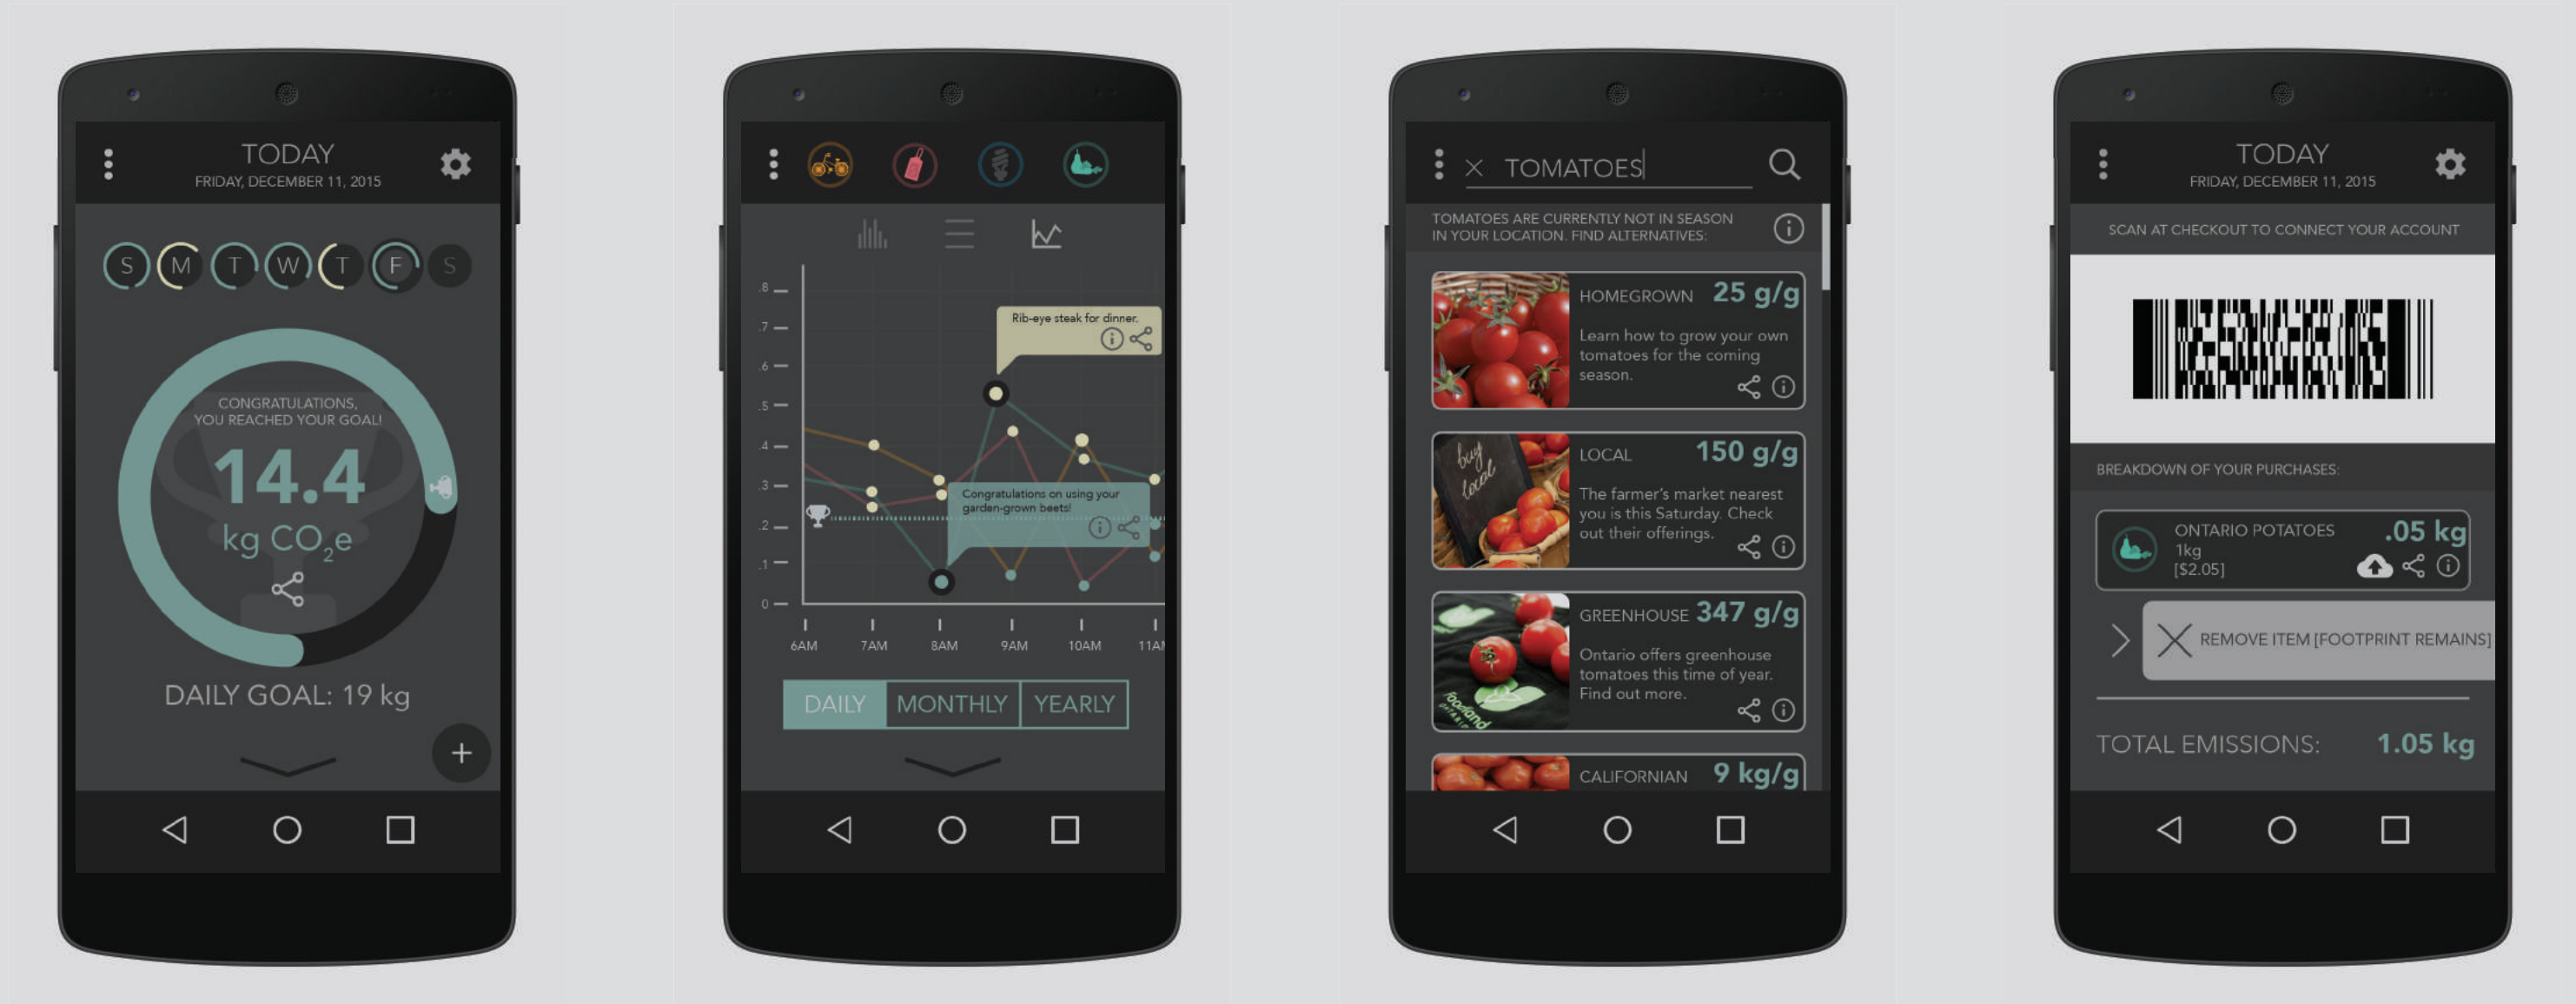 TODAY
FRIDAY, DECEMBER 11, 2015
S M T W T F S
CONGRATULATIONS,
YOU REACHED YOUR GOAL!
14.4
kg CO2e
DAILY GOAL: 19 kg
+
.8
.7
.6
.5
.4
.3
.2
.1
0
Rib-eye steak for dinner.
Congratulations on using your
garden-grown beets!
6AM 7AM 8AM 9AM 10AM 11A
DAILY MONTHLY YEARLY
TOMATOES
TOMATOES ARE CURRENTLY NOT IN SEASON
IN YOUR LOCATION. FIND ALTERNATIVES:
HOMEGROWN 25 g/g
Learn how to grow your own
tomatoes for the coming
season.
buy
local
LOCAL 150 g/g
The farmer's market nearest
you is this Saturday. Check
out their offerings.
GREENHOUSE 347 g/g
Ontario offers greenhouse
tomatoes this time of year.
Find out more.
foodland
ONTARIO
CALIFORNIAN 9 kg/g
TODAY
FRIDAY, DECEMBER 11, 2015
SCAN AT CHECKOUT TO CONNECT YOUR ACCOUNT
BREAKDOWN OF YOUR PURCHASES:
ONTARIO POTATOES .05 kg
1kg
[$2.05]
REMOVE ITEM [FOOTPRINT REMAINS]
TOTAL EMISSIONS: 1.05 kg